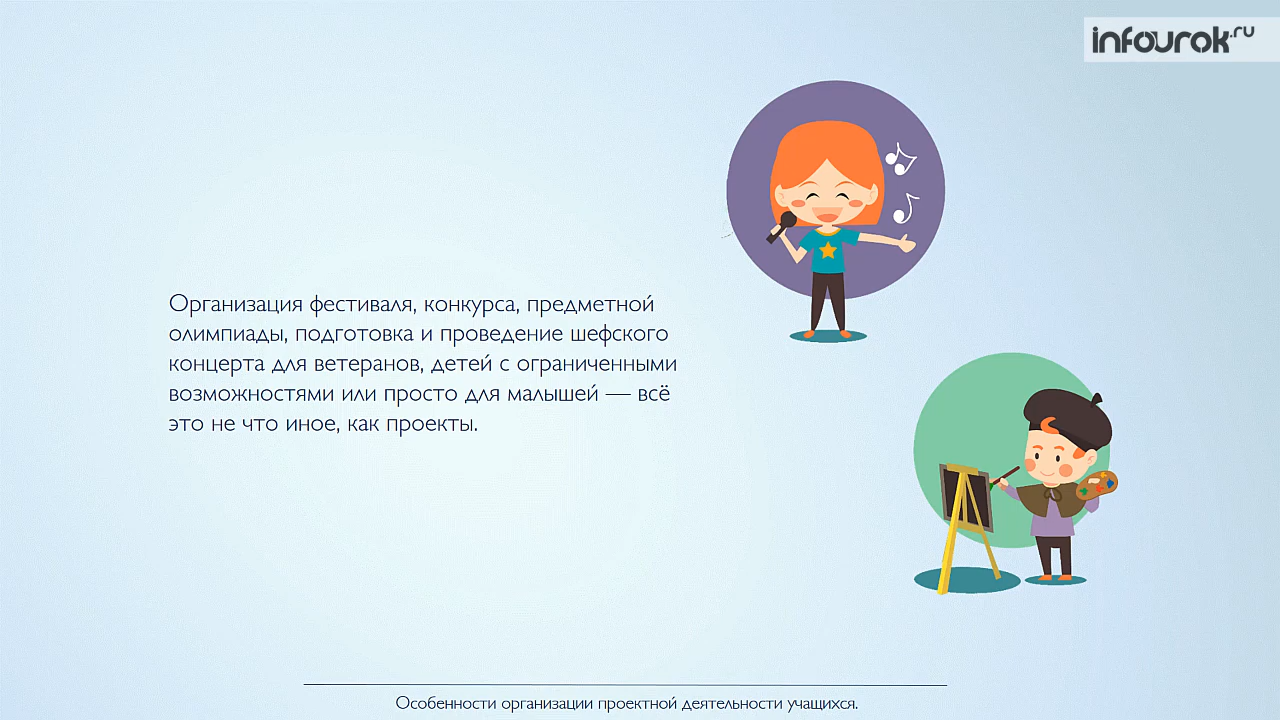 infourok.ru
Организация фестиваля, конкурса, предметной
олимпиады, подготовка и проведение шефского
концерта для ветеранов, детей с ограниченными
возможностями или просто для малышей — всё
это не что иное, как проекты.
Особенности организации проектной деятельности учащихся.